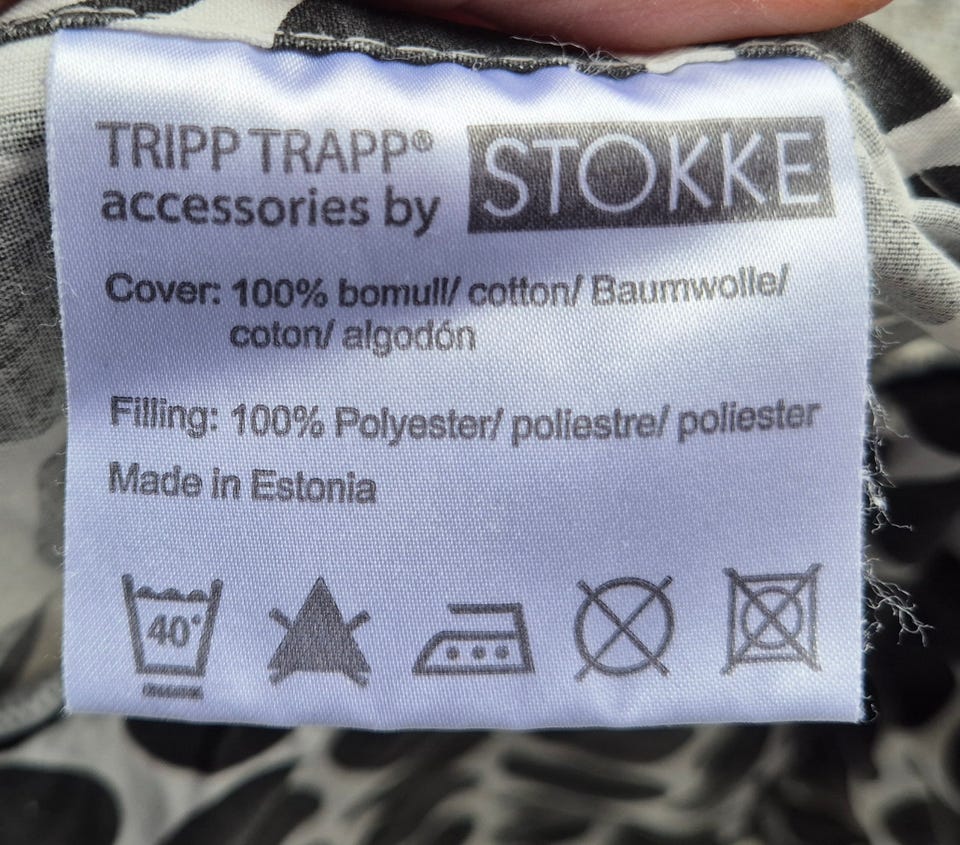 TRIPP TRAPP® STOKKE
accessories by
Cover: 100% bomull/ cotton/ Baumwolle/
coton/ algodón
Filling: 100% Polyester/ poliestre/ poliester
Made in Estonia
40°